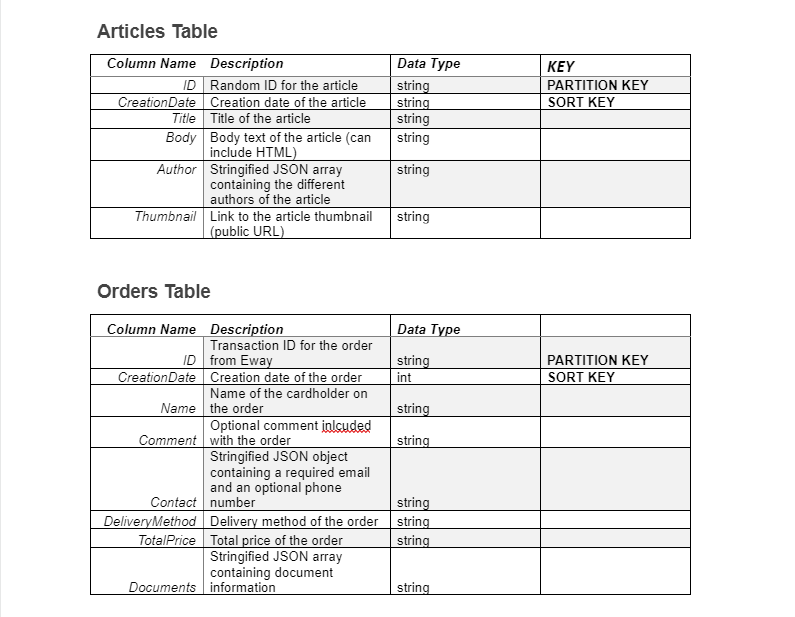 Articles Table
Column Name Description Data Type KEY
ID Random ID for the article string PARTITION KEY
CreationDate Creation date of the article string SORT KEY
Title Title of the article string
Body Body text of the article (can string
include HTML)
Author Stringified JSON array string
containing the different
authors of the article
Thumbnail Link to the article thumbnail string
(public URL)
Orders Table
Column Name Description Data Type
Transaction ID for the order
ID from Eway string PARTITION KEY
CreationDate Creation date of the order int SORT KEY
Name of the cardholder on
Name the order string
Optional comment inlcuded
Comment with the order string
Stringified JSON object
containing a required email
and an optional phone
Contact number string
DeliveryMethod Delivery method of the order string
TotalPrice Total price of the order string
Stringified JSON array
containing document
Documents information string